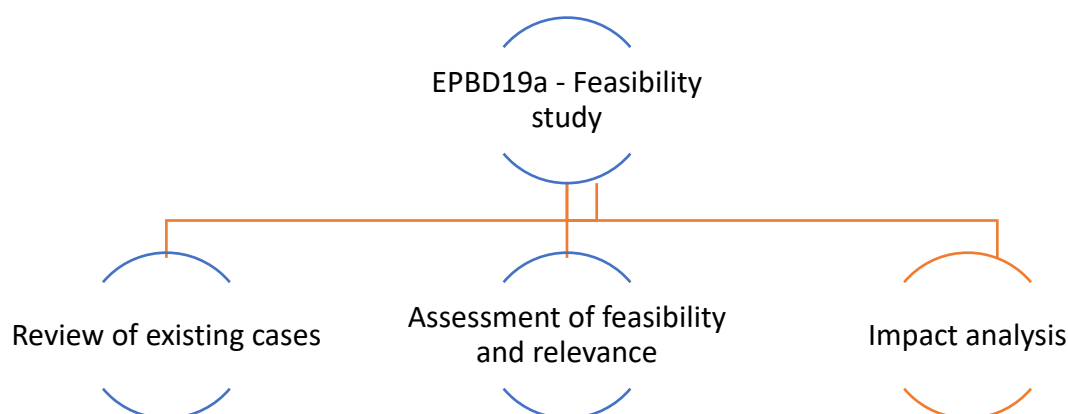 EPBD19a - Feasibility
study
Review of existing cases
Assessment of feasibility
and relevance
Impact analysis